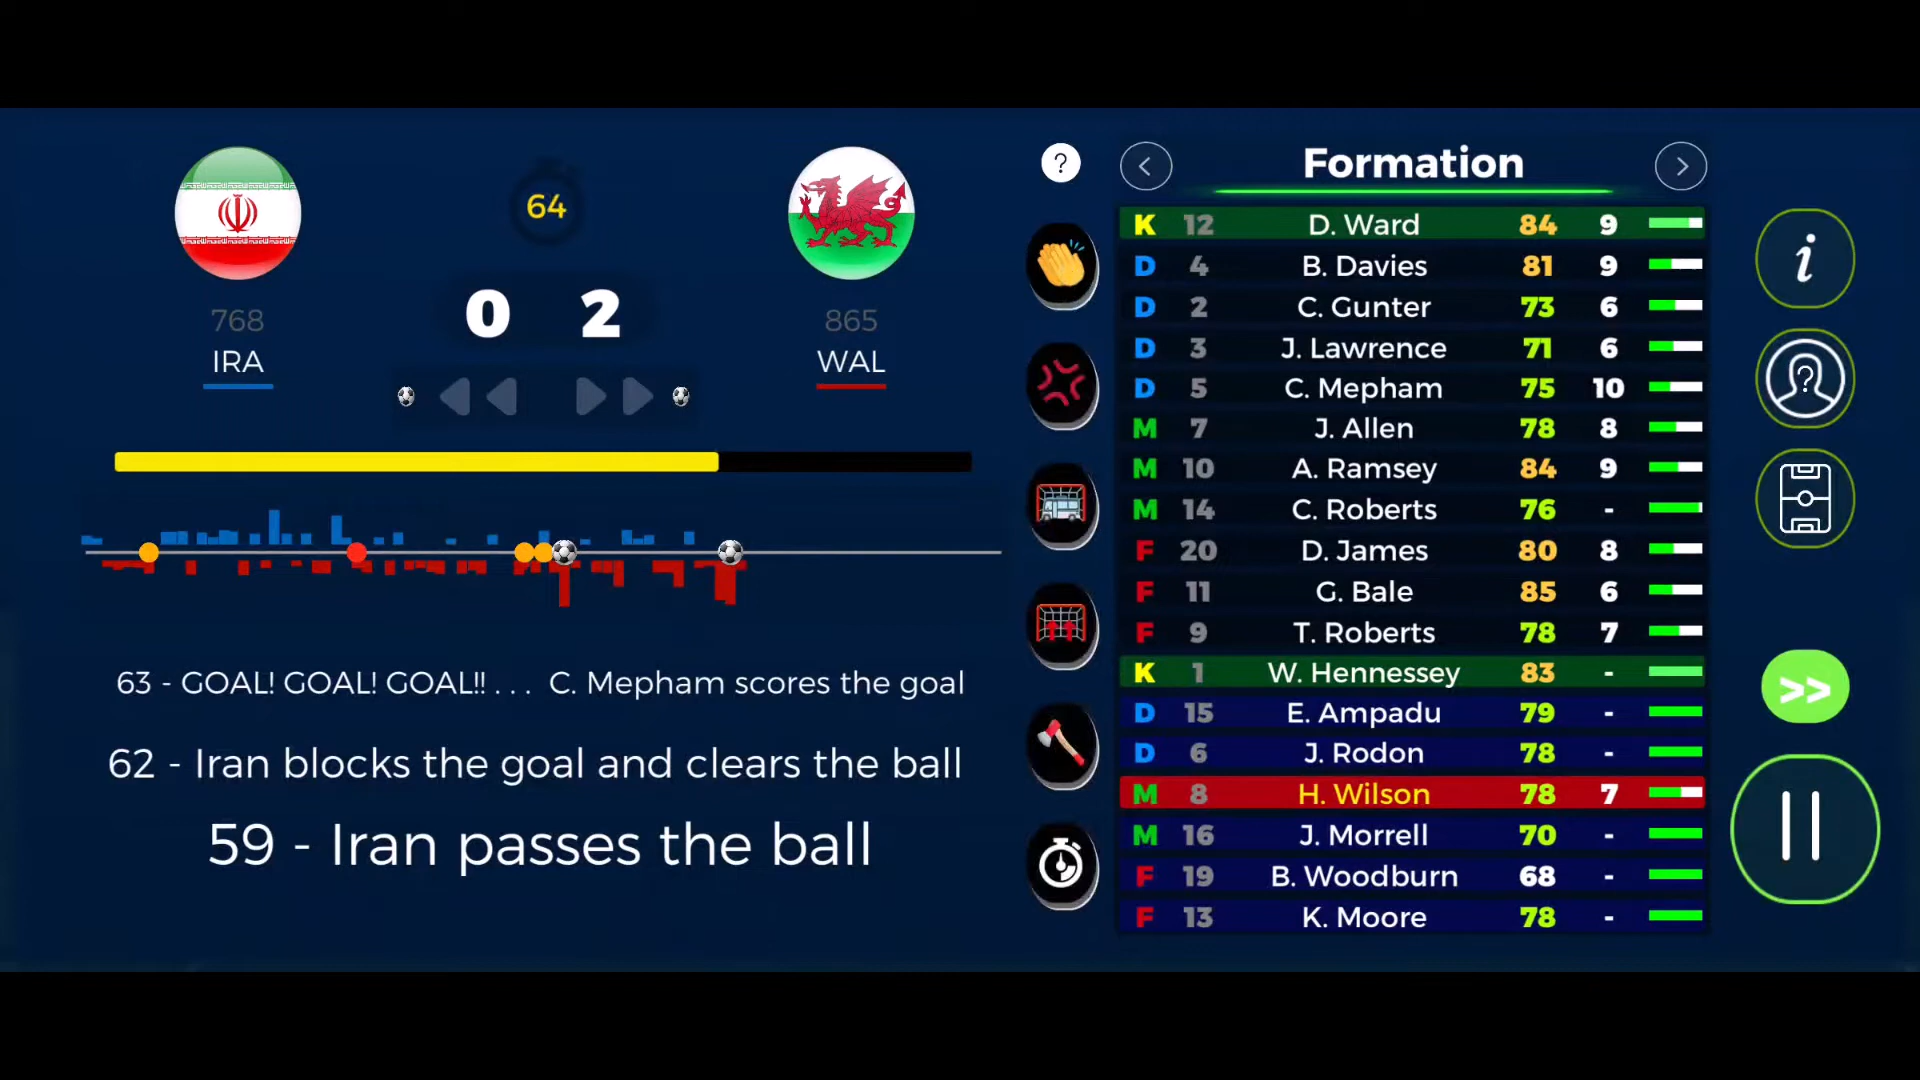 64
0 2
768
IRA
865
WAL
63 - GOAL! GOAL! GOAL!! . . . C. Mepham scores the goal
62 - Iran blocks the goal and clears the ball
59 - Iran passes the ball
?
< Formation >
K 12 D. Ward 84 9
D 4 B. Davies 81 9
D 2 C. Gunter 73 6
D 3 J. Lawrence 71 6
D 5 C. Mepham 75 10
M 7 J. Allen 78 8
M 10 A. Ramsey 84 9
M 14 C. Roberts 76 -
F 20 D. James 80 8
F 11 G. Bale 85 6
F 9 T. Roberts 78 7
K 1 W. Hennessey 83 -
D 15 E. Ampadu 79 -
D 6 J. Rodon 78 -
M 8 H. Wilson 78 7
M 16 J. Morrell 70 -
F 19 B. Woodburn 68 -
F 13 K. Moore 78 -
i
?
>>